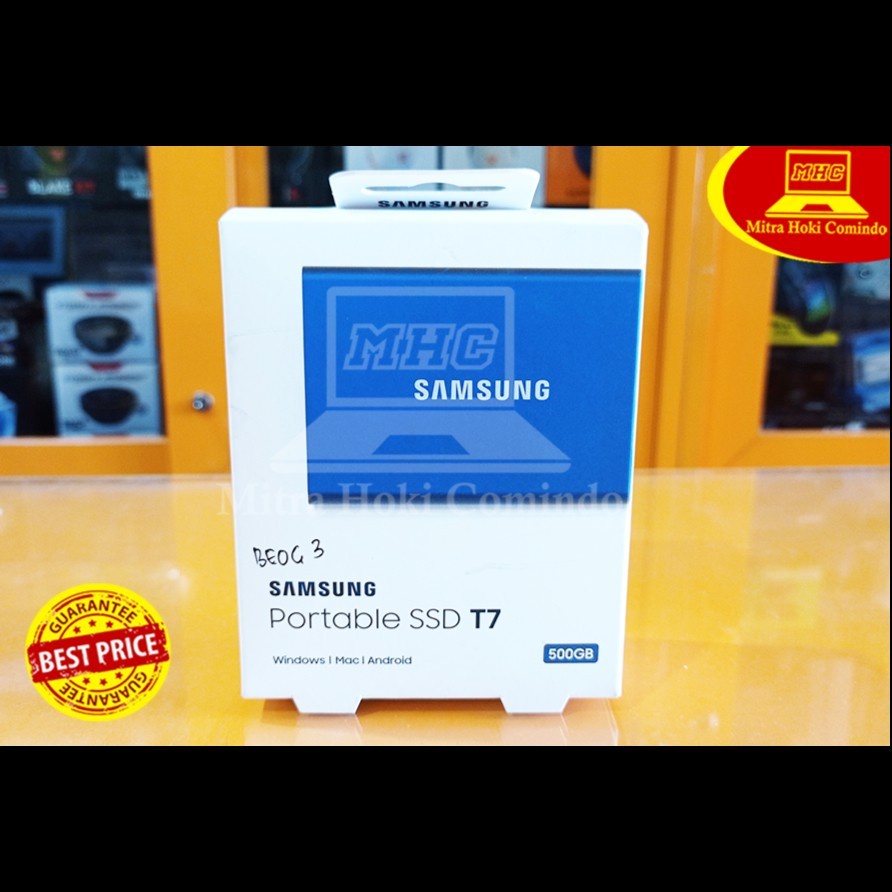 MHC
Mitra Hoki Comindo
SAMSUNG
MHC
SAMSUNG
Mitra Hoki Comindo
BEOG 3
SAMSUNG
Portable SSD T7
Windows | Mac | Android
500GB
GUARANTEE
BEST PRICE
GUARANTEE